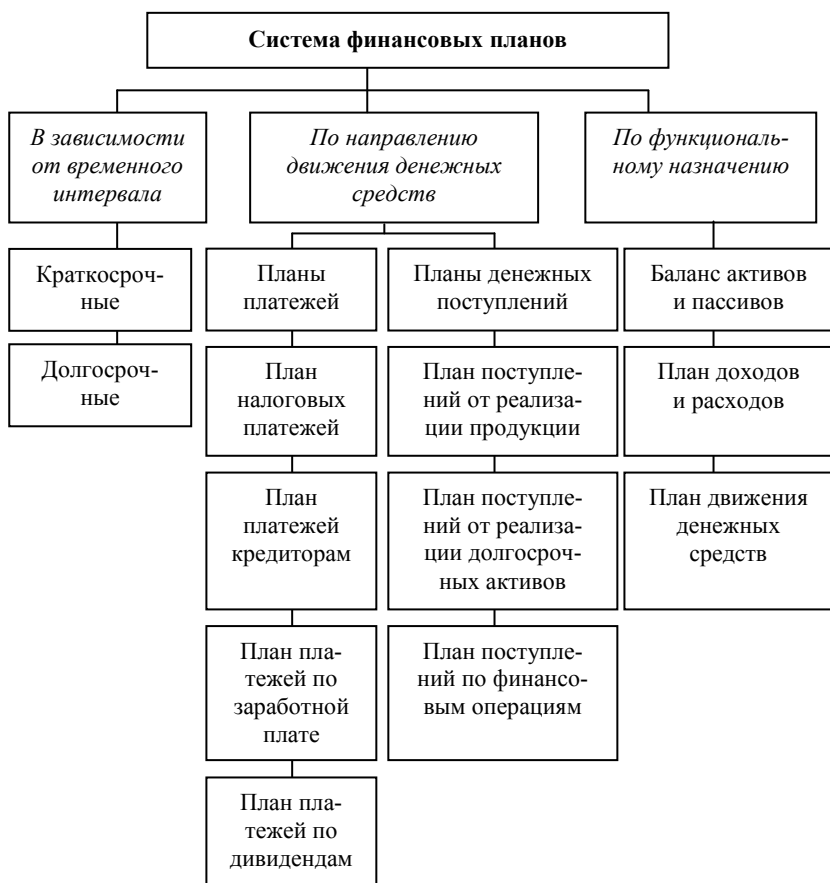 Система финансовых планов
В зависимости
от временного
интервала
По направлению
движения денежных
средств
По функциональ-
ному назначению
Краткосроч-
ные
Долгосроч-
ные
Планы
платежей
План
налоговых
платежей
План
платежей
кредиторам
План пла-
тежей по
заработной
плате
План пла-
тежей по
дивидендам
Планы денежных
поступлений
План поступле-
ний от реализа-
ции продукции
План поступле-
ний от реализа-
ции долгосроч-
ных активов
План поступле-
ний по финансо-
вым операциям
Баланс активов
и пассивов
План доходов
и расходов
План движения
денежных
средств